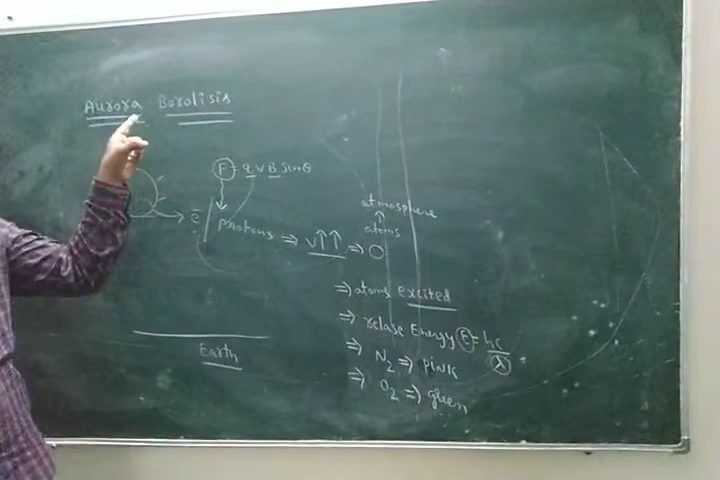 Aurora Borolisis
F = qvB sinθ
e̅
protons ⇒ v↑↑ ⇒ O
atmosphere
↑
atoms
⇒ atoms excited
⇒ relase Energy E = hc/λ
⇒ N₂ ⇒ pink
⇒ O₂ ⇒ green
Earth